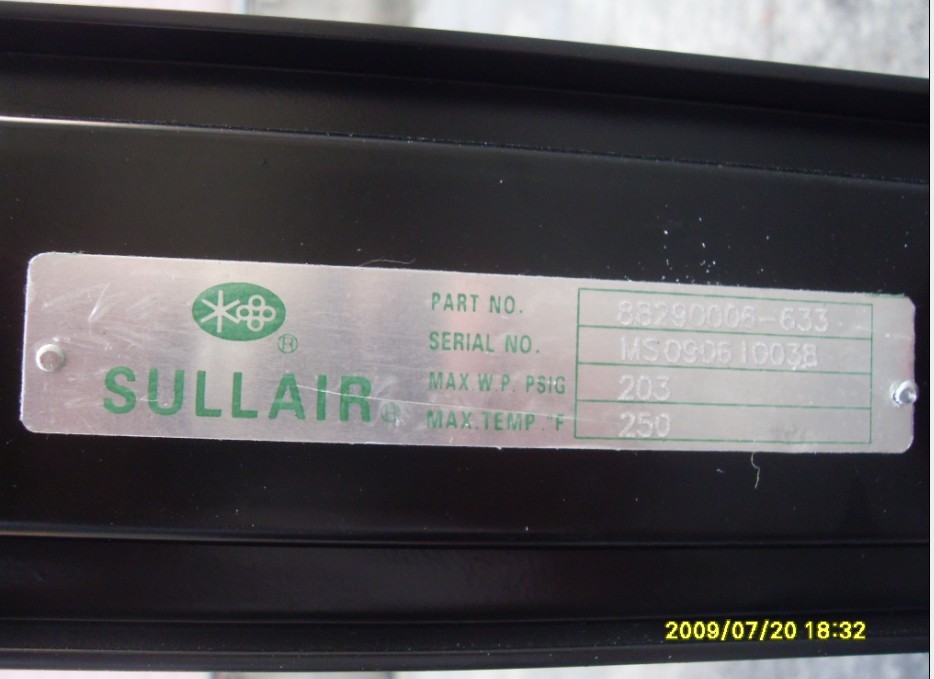 PART NO. 88290006-633
SERIAL NO. MS090610038
MAX.W.P. PSIG 203
MAX.TEMP.°F 250
®
SULLAIR®
2009/07/20 18:32